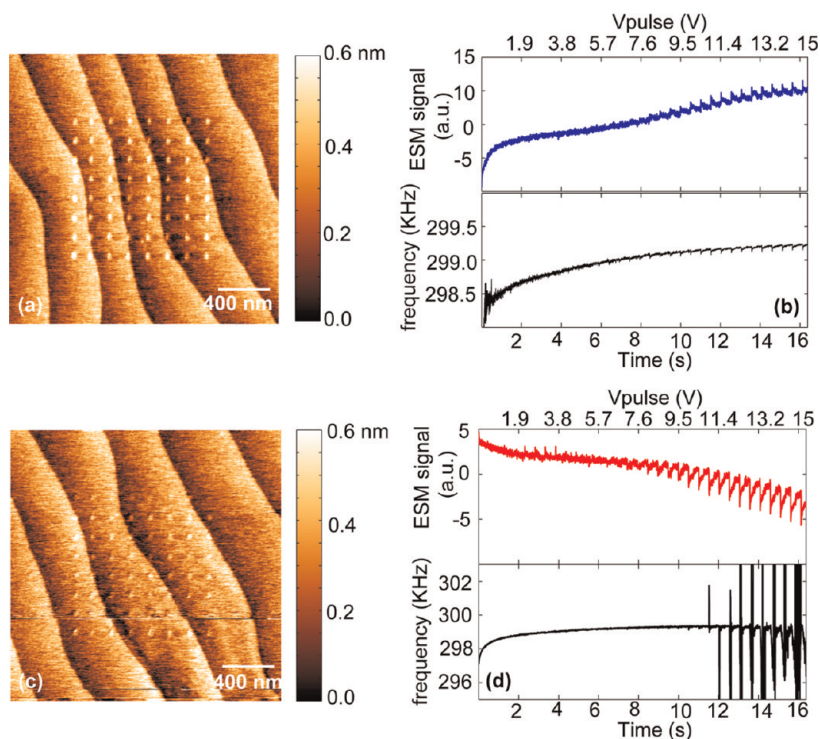 0.6 nm
0.4
0.2
0.0
(a)
400 nm
Vpulse (V)
1.9 3.8 5.7 7.6 9.5 11.4 13.2 15
ESM signal
(a.u.)
15
10
0
-5
frequency (KHz)
299.5
299.0
298.5
(b)
2 4 6 8 10 12 14 16
Time (s)
0.6 nm
0.4
0.2
0.0
(c)
400 nm
Vpulse (V)
1.9 3.8 5.7 7.6 9.5 11.4 13.2 15
ESM signal
(a.u.)
5
0
-5
frequency (KHz)
302
300
298
296
(d)
2 4 6 8 10 12 14 16
Time (s)